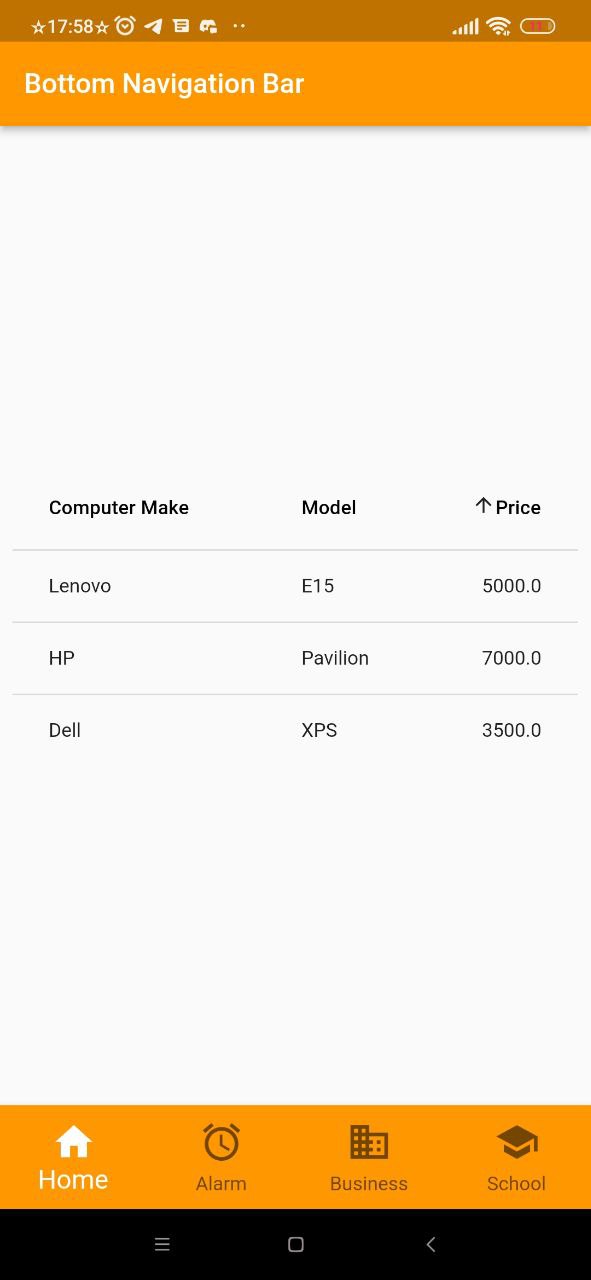 ☆17:58☆
Bottom Navigation Bar
Computer Make Model Price
Lenovo E15 5000.0
HP Pavilion 7000.0
Dell XPS 3500.0
Home Alarm Business School